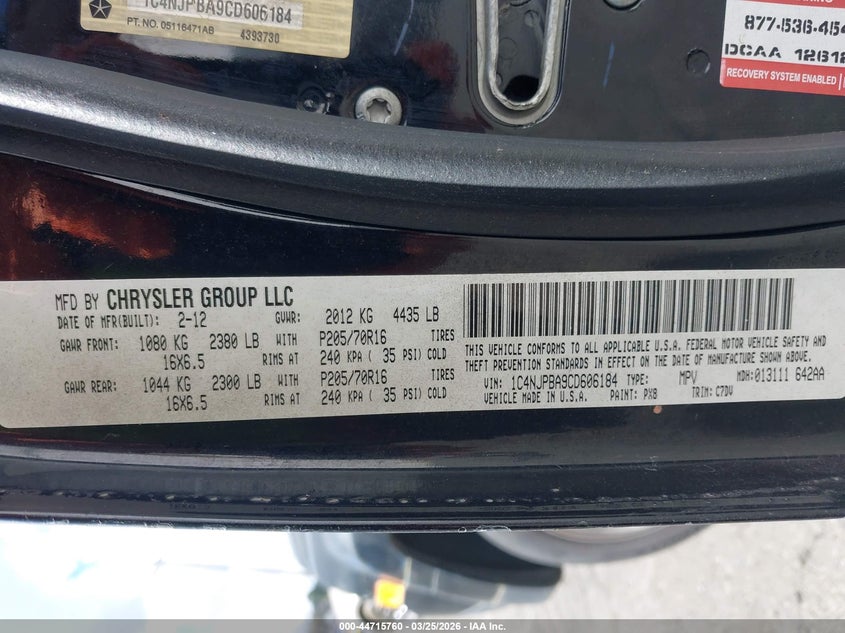 1C4NJPBA9CD606184
PT. NO. 05116471AB 4393730
877-536-454
DCAA 12612
RECOVERY SYSTEM ENABLED
MFD BY CHRYSLER GROUP LLC
DATE OF MFR(BUILT): 2-12 GVWR: 2012 KG 4435 LB
GAWR FRONT: 1080 KG 2380 LB WITH P205/70R16 TIRES
16X6.5 RIMS AT 240 KPA ( 35 PSI) COLD
GAWR REAR: 1044 KG 2300 LB WITH P205/70R16 TIRES
16X6.5 RIMS AT 240 KPA ( 35 PSI) COLD
THIS VEHICLE CONFORMS TO ALL APPLICABLE U.S.A. FEDERAL MOTOR VEHICLE SAFETY AND
THEFT PREVENTION STANDARDS IN EFFECT ON THE DATE OF MANUFACTURE SHOWN ABOVE.
VIN: 1C4NJPBA9CD606184 TYPE: MPV MDH: 013111 642AA
VEHICLE MADE IN U.S.A. PAINT: PX8 TRIM: C7DV
000-44715760 — 03/25/2026 — IAA Inc.